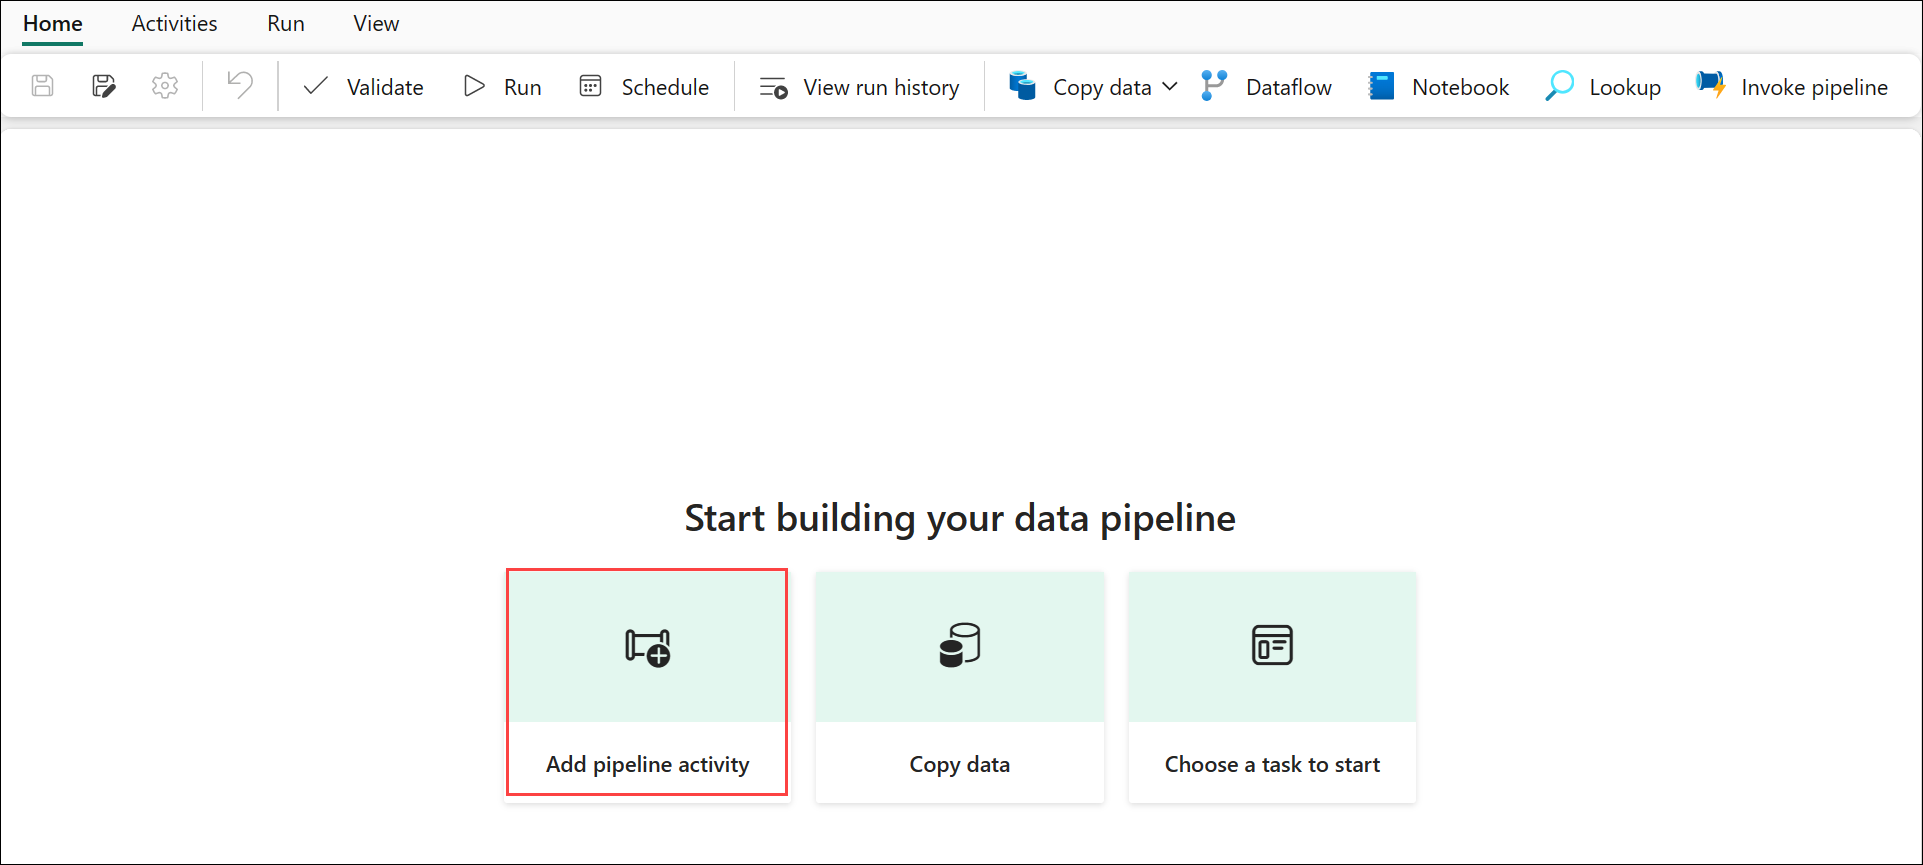 Home Activities Run View
Validate Run Schedule View run history Copy data Dataflow Notebook Lookup Invoke pipeline
Start building your data pipeline
Add pipeline activity Copy data Choose a task to start